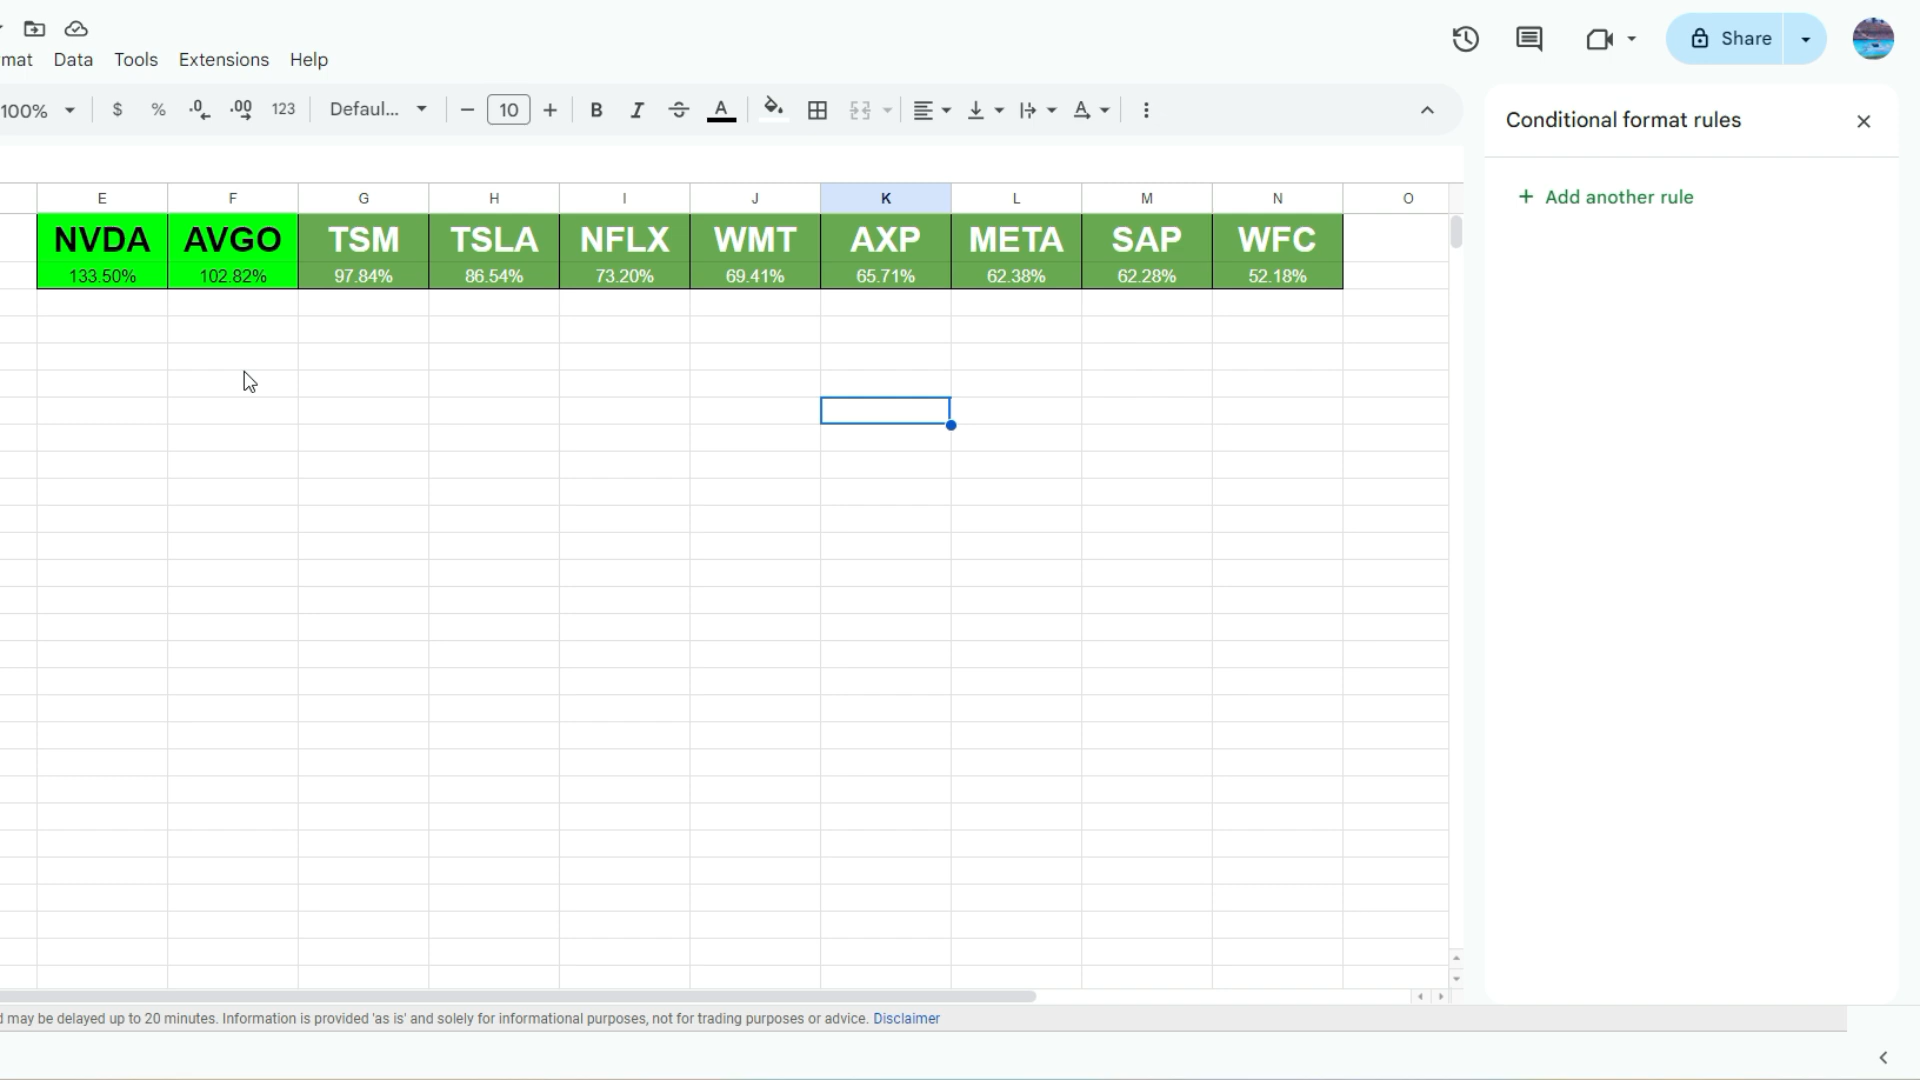 mat Data Tools Extensions Help
Share
100% $ % .0 .00 123 Defaul... 10 B I S A A
Conditional format rules
+ Add another rule
E F G H I J K L M N O
NVDA AVGO TSM TSLA NFLX WMT AXP META SAP WFC
133.50% 102.82% 97.84% 86.54% 73.20% 69.41% 65.71% 62.38% 62.28% 52.18%
d may be delayed up to 20 minutes. Information is provided 'as is' and solely for informational purposes, not for trading purposes or advice. Disclaimer